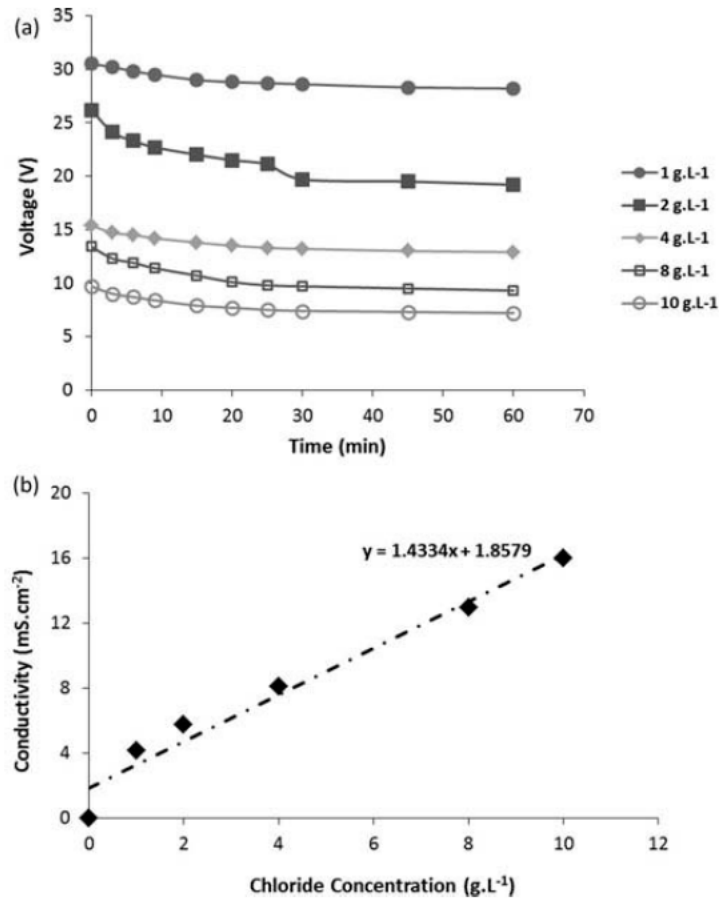 (a)
35
30
25
20
15
10
5
0
Voltage (V)
0 10 20 30 40 50 60 70
Time (min)
1 g.L-1
2 g.L-1
4 g.L-1
8 g.L-1
10 g.L-1
(b)
20
16
12
8
4
0
Conductivity (mS.cm⁻²)
y = 1.4334x + 1.8579
0 2 4 6 8 10 12
Chloride Concentration (g.L⁻¹)